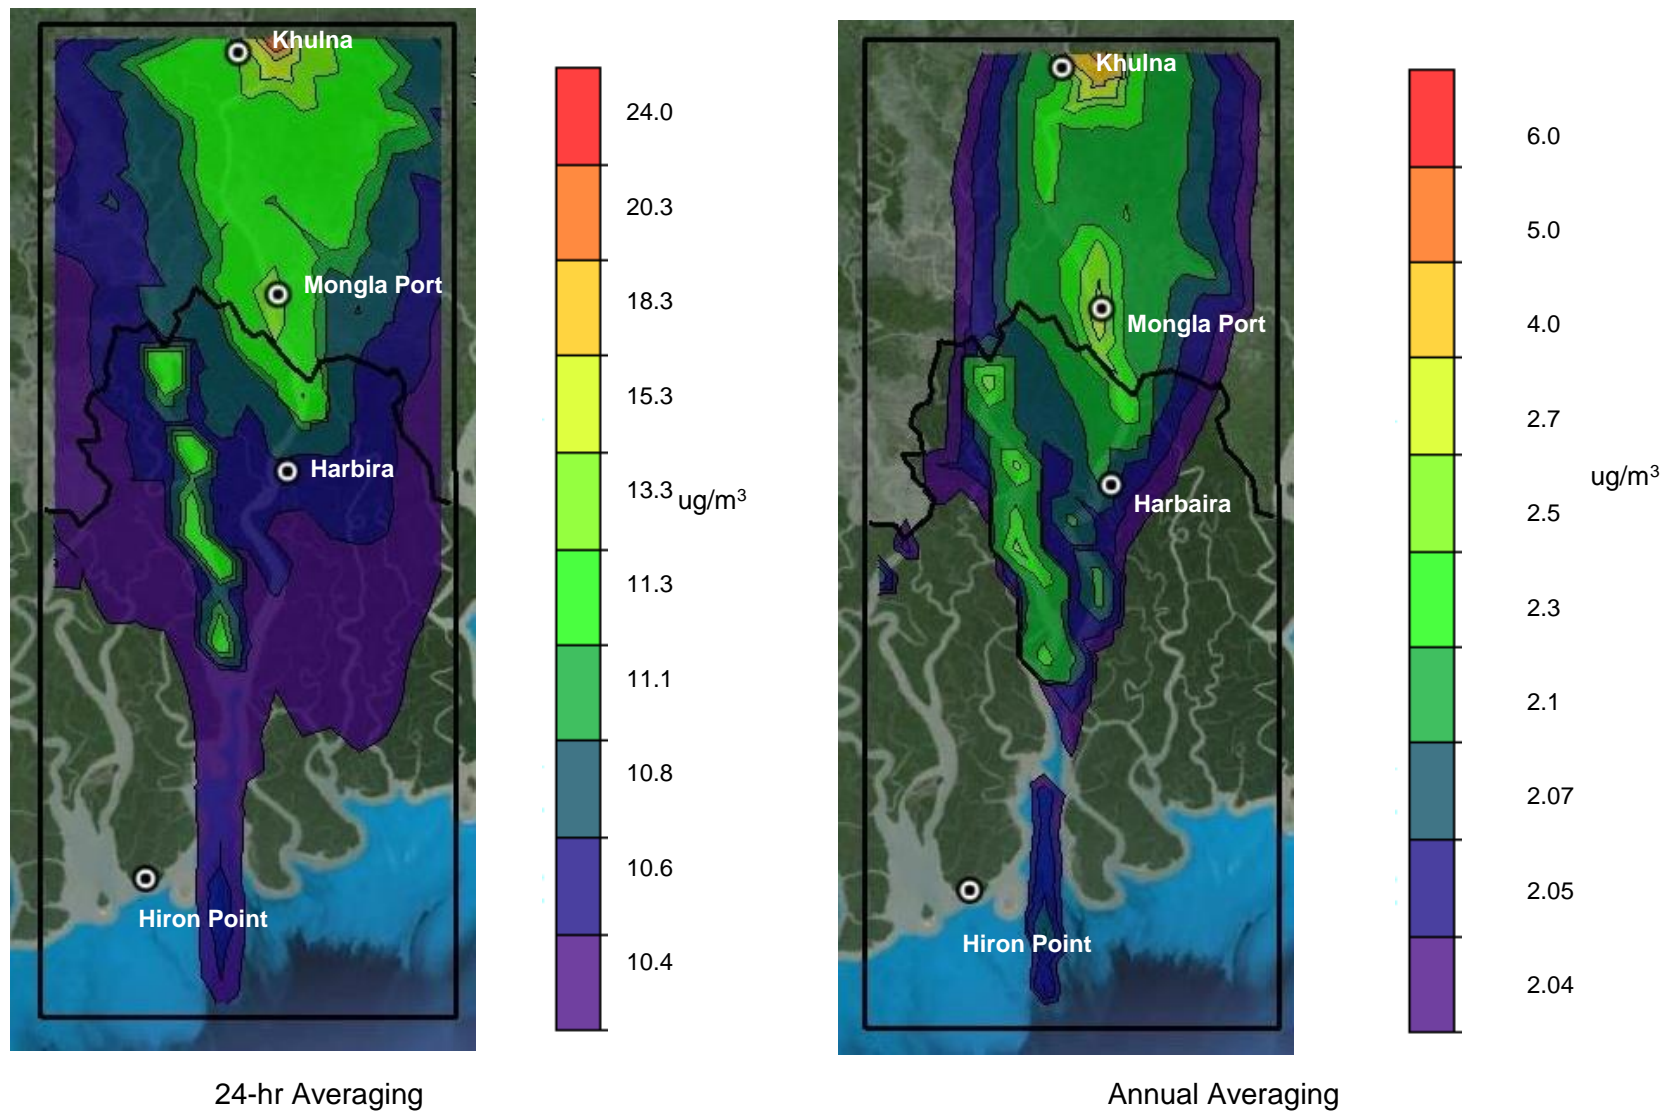 Khulna
Mongla Port
Harbira
Hiron Point
24.0
20.3
18.3
15.3
13.3
11.3
11.1
10.8
10.6
10.4
ug/m³
24-hr Averaging
Khulna
Mongla Port
Harbaira
Hiron Point
6.0
5.0
4.0
2.7
2.5
2.3
2.1
2.07
2.05
2.04
ug/m³
Annual Averaging